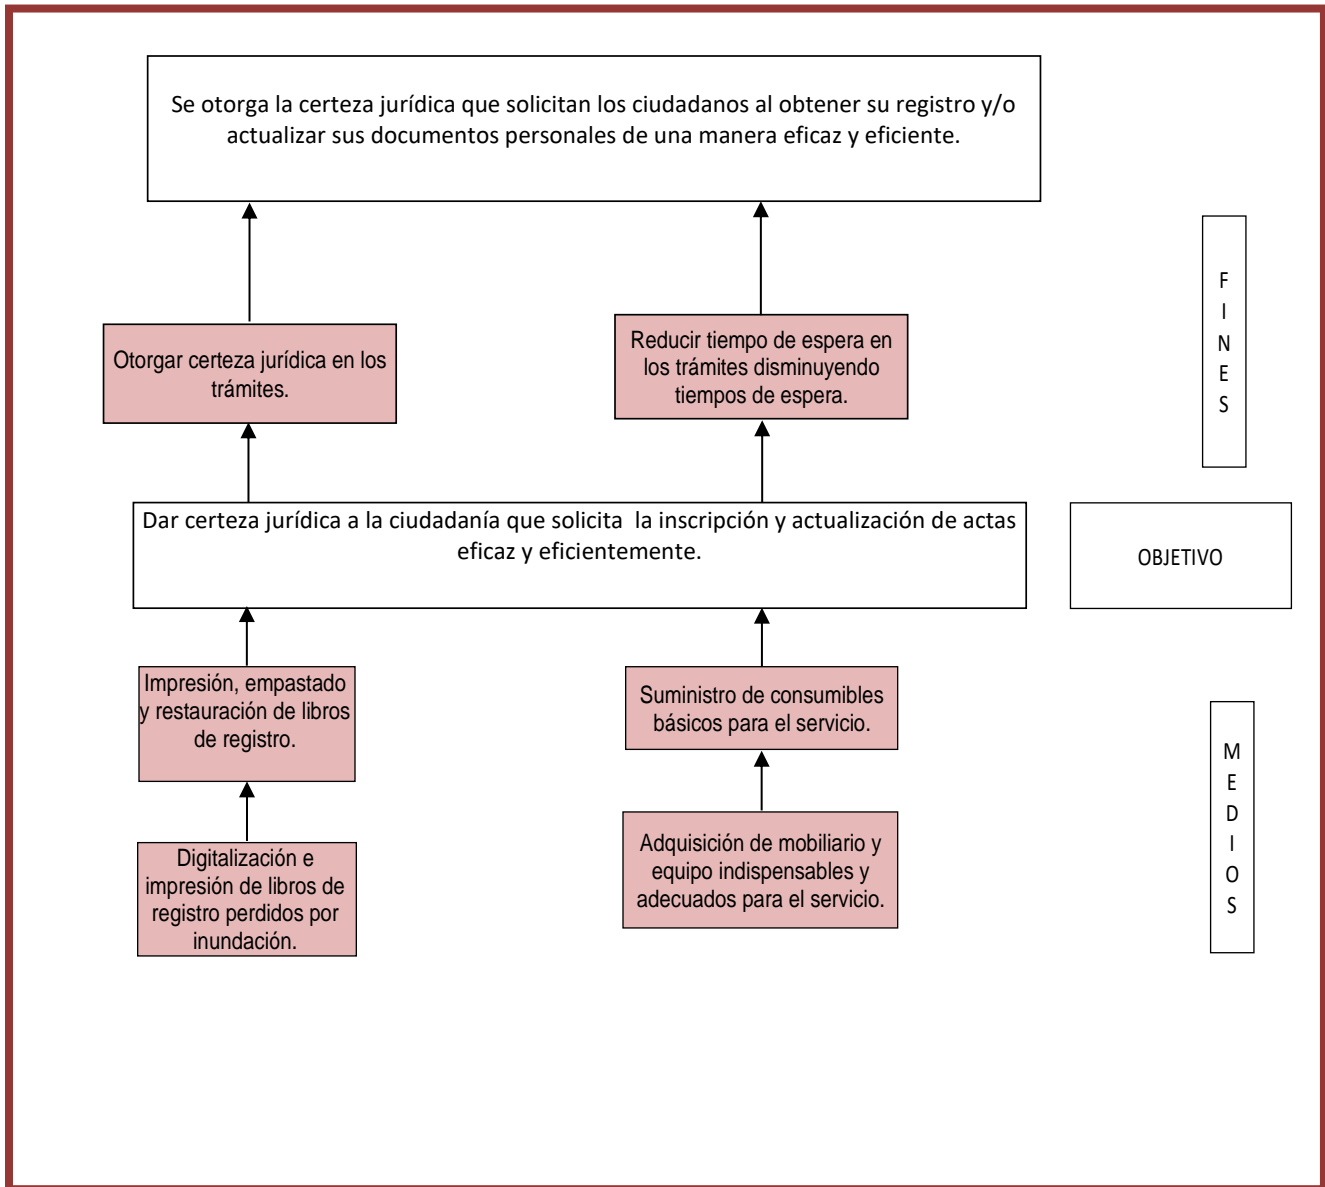 Se otorga la certeza jurídica que solicitan los ciudadanos al obtener su registro y/o
actualizar sus documentos personales de una manera eficaz y eficiente.
F
I
N
E
S
Otorgar certeza jurídica en los
trámites.
Reducir tiempo de espera en
los trámites disminuyendo
tiempos de espera.
Dar certeza jurídica a la ciudadanía que solicita  la inscripción y actualización de actas
eficaz y eficientemente.
OBJETIVO
Impresión, empastado
y restauración de libros
de registro.
Suministro de consumibles
básicos para el servicio.
M
E
D
I
O
S
Digitalización e
impresión de libros de
registro perdidos por
inundación.
Adquisición de mobiliario y
equipo indispensables y
adecuados para el servicio.